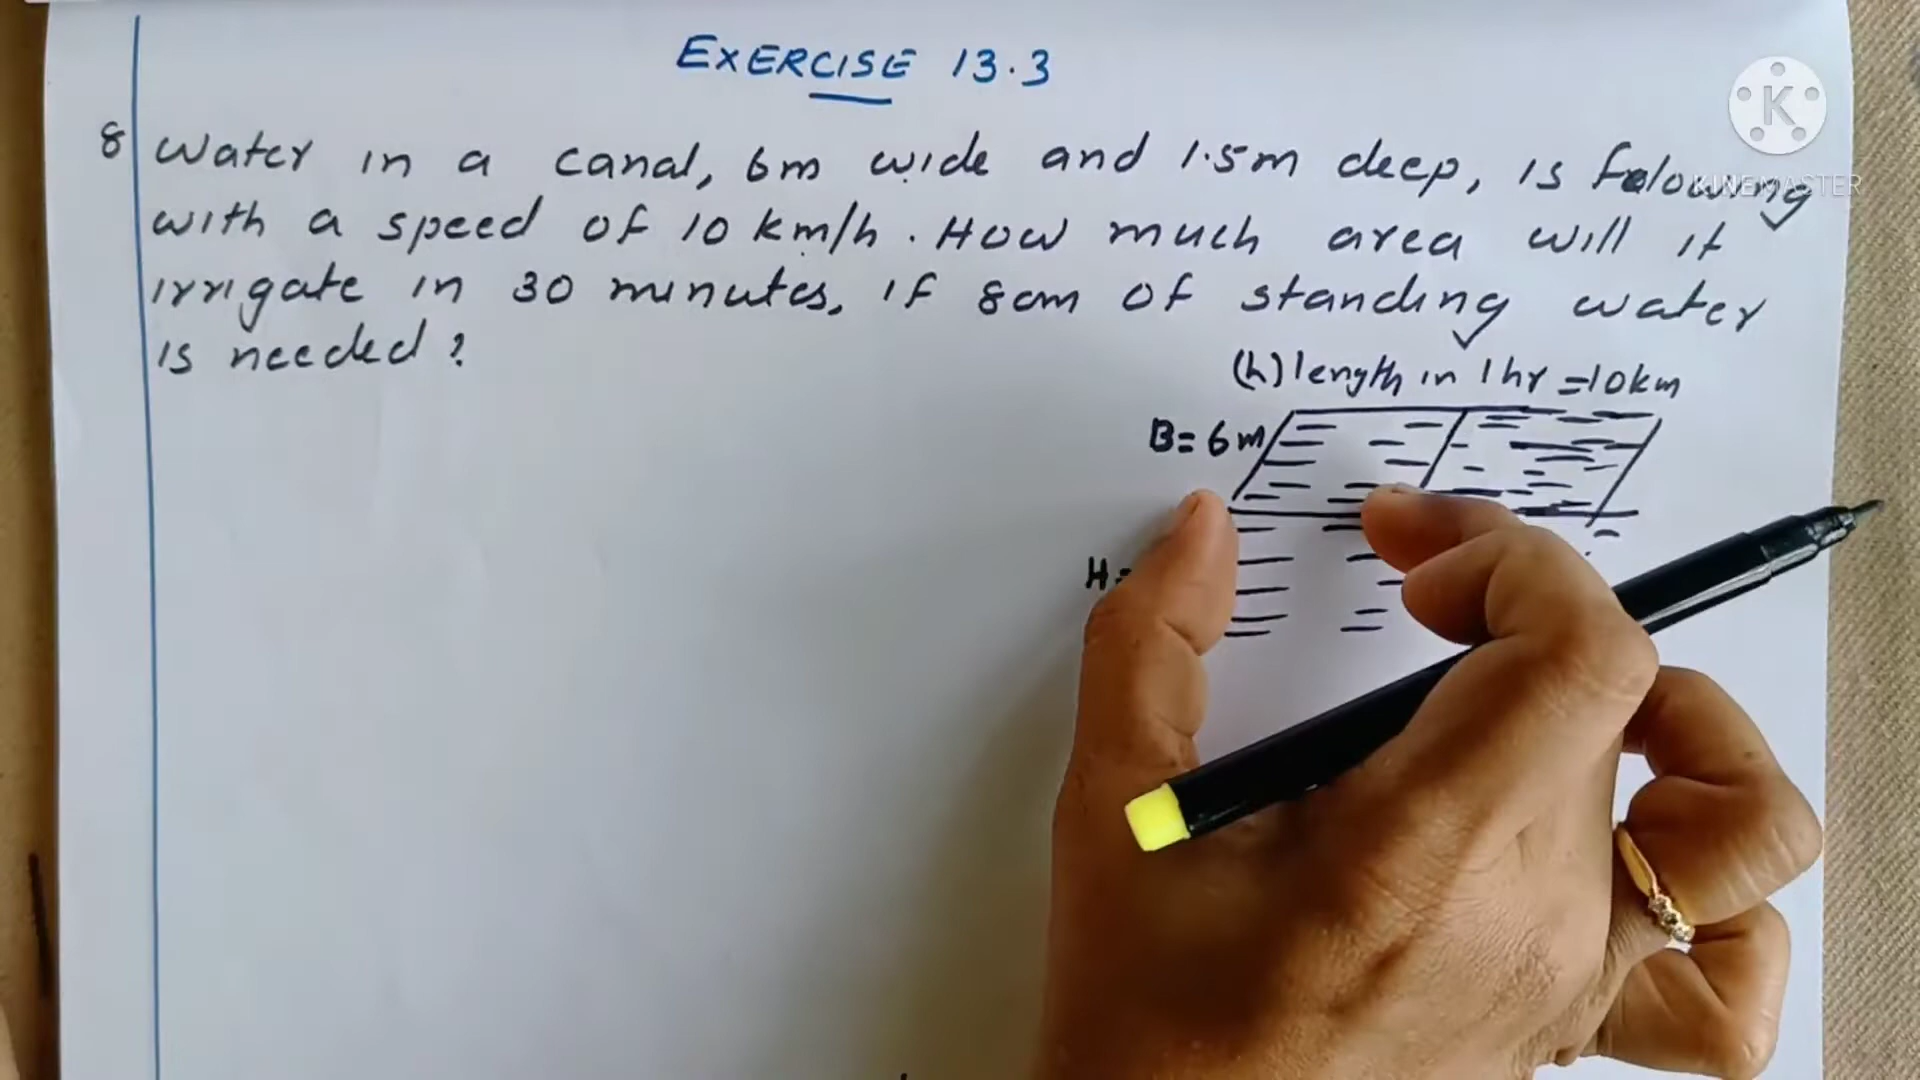 EXERCISE 13.3
8 Water in a canal, 6m wide and 1.5m deep, is folowing
with a speed of 10 km/h. How much area will it
irrigate in 30 minutes, if 8cm of standing water
is needed?
(h) length in 1hr = 10km
B = 6m
H =
K
KINEMASTER